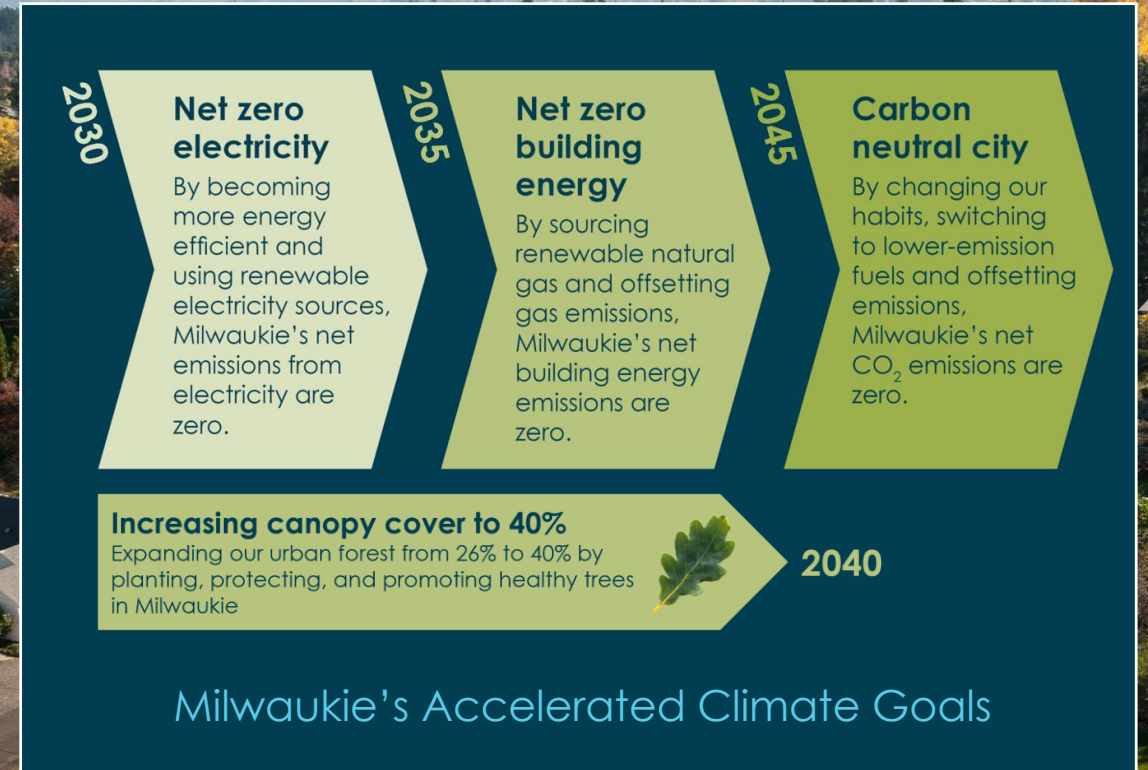 2030
Net zero
electricity
By becoming
more energy
efficient and
using renewable
electricity sources,
Milwaukie's net
emissions from
electricity are
zero.
2035
Net zero
building
energy
By sourcing
renewable natural
gas and offsetting
gas emissions,
Milwaukie's net
building energy
emissions are
zero.
2045
Carbon
neutral city
By changing our
habits, switching
to lower-emission
fuels and offsetting
emissions,
Milwaukie's net
CO₂ emissions are
zero.
Increasing canopy cover to 40%
Expanding our urban forest from 26% to 40% by
planting, protecting, and promoting healthy trees
in Milwaukie
2040
Milwaukie's Accelerated Climate Goals